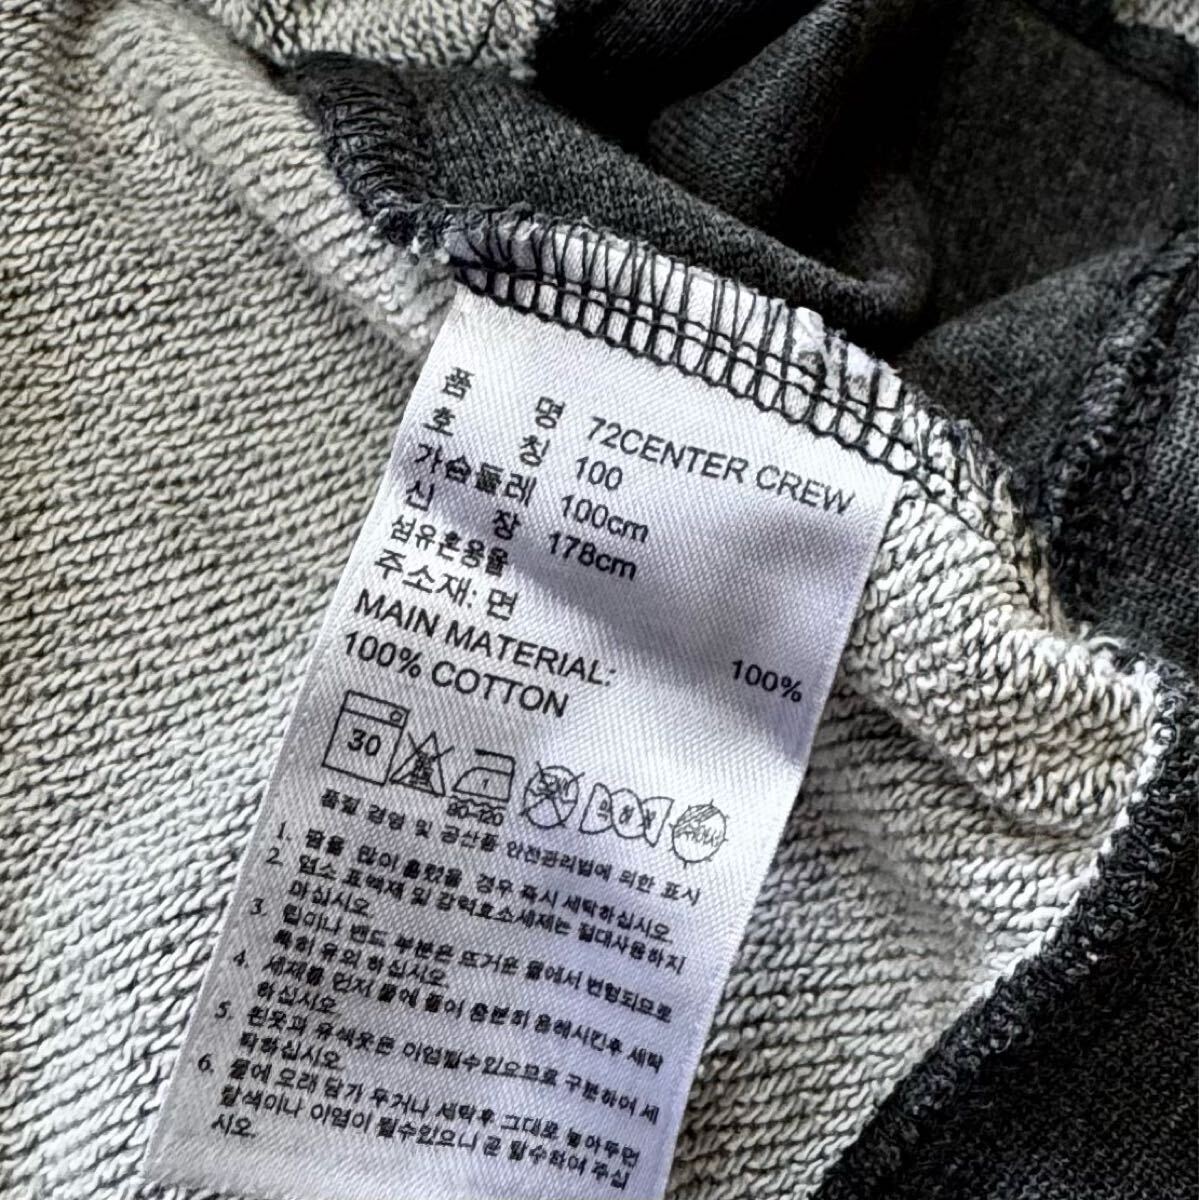 품 명 72CENTER CREW
호 칭 100
가슴둘레 100cm
신 장 178cm
섬유혼용율
주소재: 면 100%
MAIN MATERIAL:
100% COTTON
30
80-120
품질 경영 및 공산품 안전관리법에 의한 표시
1. 땀을 많이 흘렸을 경우 즉시 세탁하십시오.
2. 염소 표백제 및 강력효소세제는 절대사용하지
마십시오.
3. 립이나 밴드 부분은 뜨거운 물에서 변형되므로
특히 유의 하십시오.
4. 세제를 먼저 물에 풀어 충분히 용해시킨후 세탁
하십시오.
5. 흰옷과 유색옷은 이염될수있으므로 구분하여 세
탁하십시오.
6. 물에 오래 담가 두거나 세탁후 그대로 놓아두면
탈색이나 이염이 될수있으니 곧 탈수하여 주십
시오.